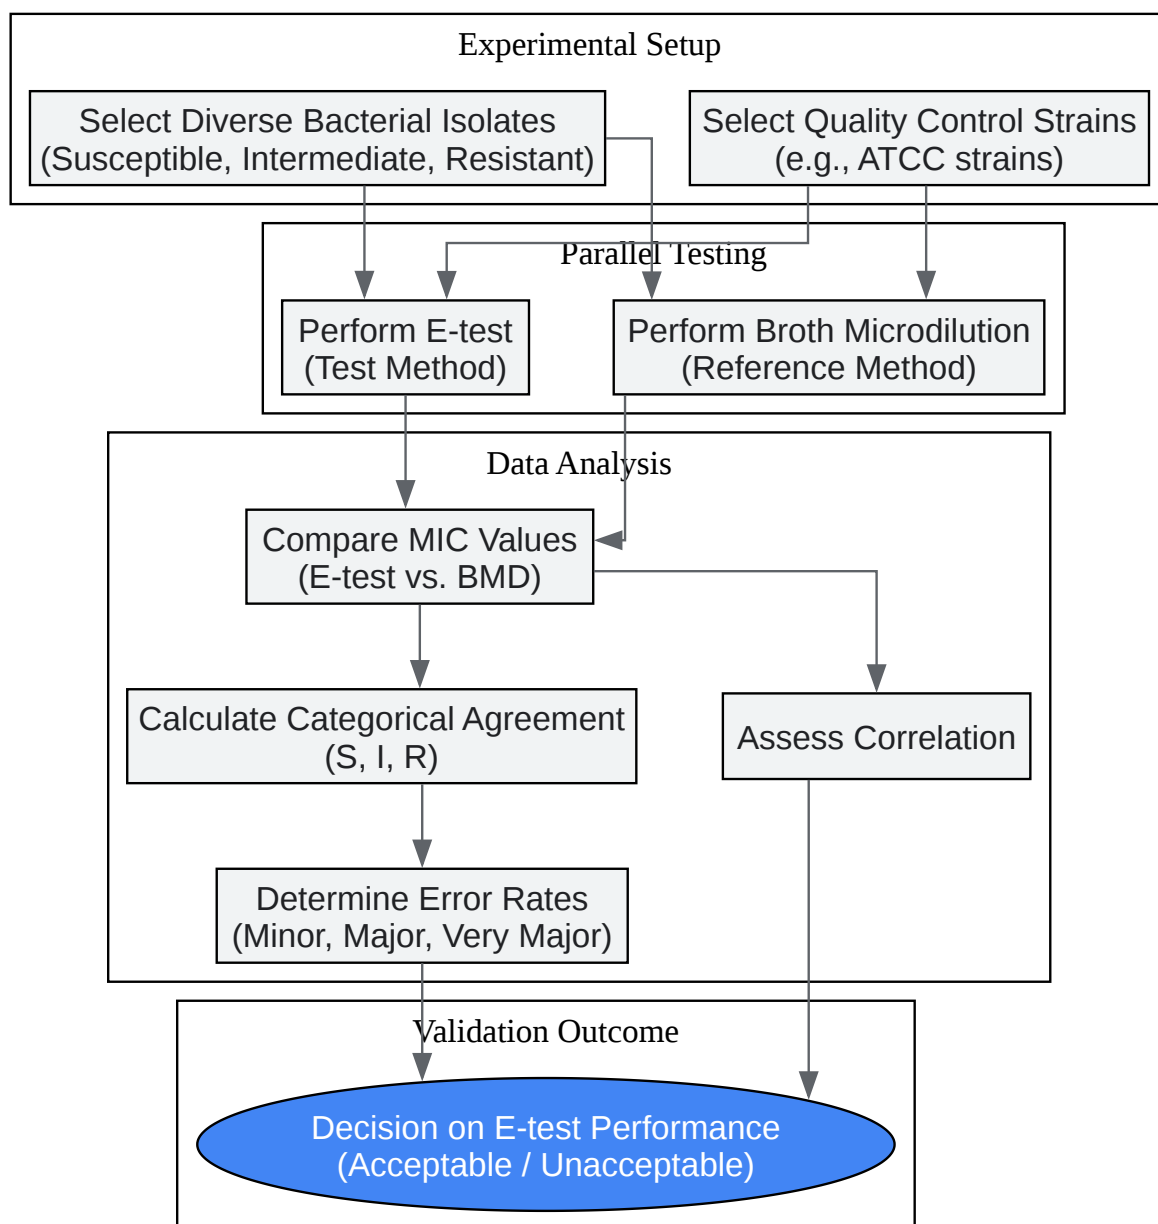 Experimental Setup
Select Diverse Bacterial Isolates
(Susceptible, Intermediate, Resistant)
Select Quality Control Strains
(e.g., ATCC strains)
Parallel Testing
Perform E-test
(Test Method)
Perform Broth Microdilution
(Reference Method)
Data Analysis
Compare MIC Values
(E-test vs. BMD)
Calculate Categorical Agreement
(S, I, R)
Assess Correlation
Determine Error Rates
(Minor, Major, Very Major)
Validation Outcome
Decision on E-test Performance
(Acceptable / Unacceptable)